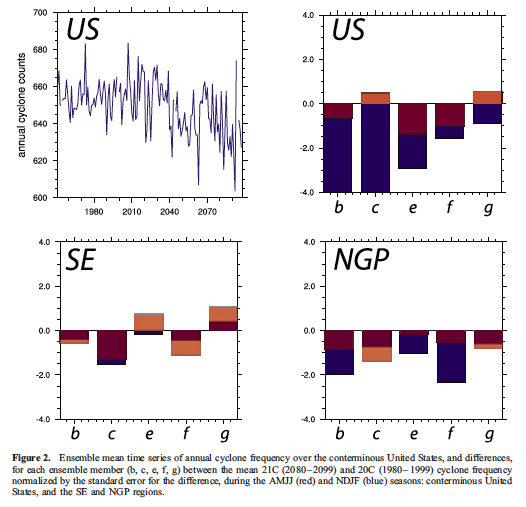 US
700
680
660
640
620
600
annual cyclone counts
1980
2010
2040
2070
US
4.0
2.0
0.0
-2.0
-4.0
b c e f g
SE
4.0
2.0
0.0
-2.0
-4.0
b c e f g
NGP
4.0
2.0
0.0
-2.0
-4.0
b c e f g
Figure 2. Ensemble mean time series of annual cyclone frequency over the conterminous United States, and differences,
for each ensemble member (b, c, e, f, g) between the mean 21C (2080–2099) and 20C (1980–1999) cyclone frequency
normalized by the standard error for the difference, during the AMJJ (red) and NDJF (blue) seasons: conterminous United
States, and the SE and NGP regions.